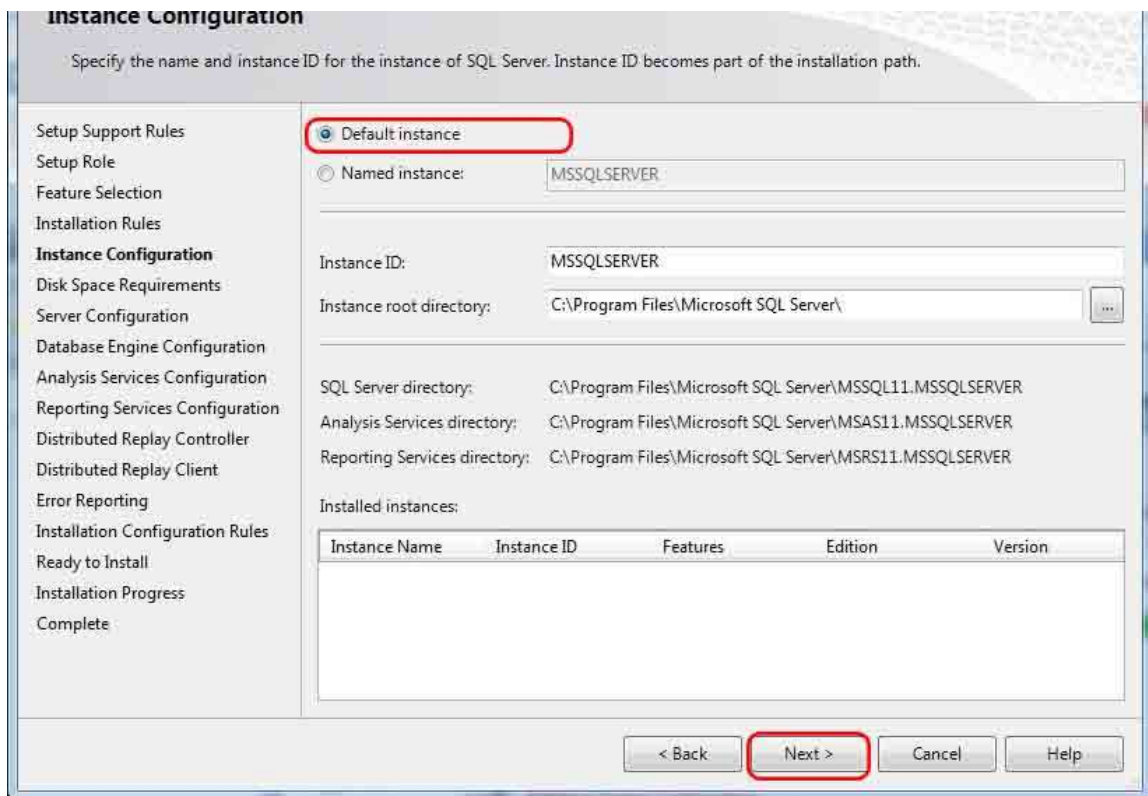 Instance Configuration
Specify the name and instance ID for the instance of SQL Server. Instance ID becomes part of the installation path.
Setup Support Rules
Setup Role
Feature Selection
Installation Rules
Instance Configuration
Disk Space Requirements
Server Configuration
Database Engine Configuration
Analysis Services Configuration
Reporting Services Configuration
Distributed Replay Controller
Distributed Replay Client
Error Reporting
Installation Configuration Rules
Ready to Install
Installation Progress
Complete
Default instance
Named instance: MSSQLSERVER
Instance ID: MSSQLSERVER
Instance root directory: C:\Program Files\Microsoft SQL Server\ ...
SQL Server directory: C:\Program Files\Microsoft SQL Server\MSSQL11.MSSQLSERVER
Analysis Services directory: C:\Program Files\Microsoft SQL Server\MSAS11.MSSQLSERVER
Reporting Services directory: C:\Program Files\Microsoft SQL Server\MSRS11.MSSQLSERVER
Installed instances:
Instance Name Instance ID Features Edition Version
< Back Next > Cancel Help